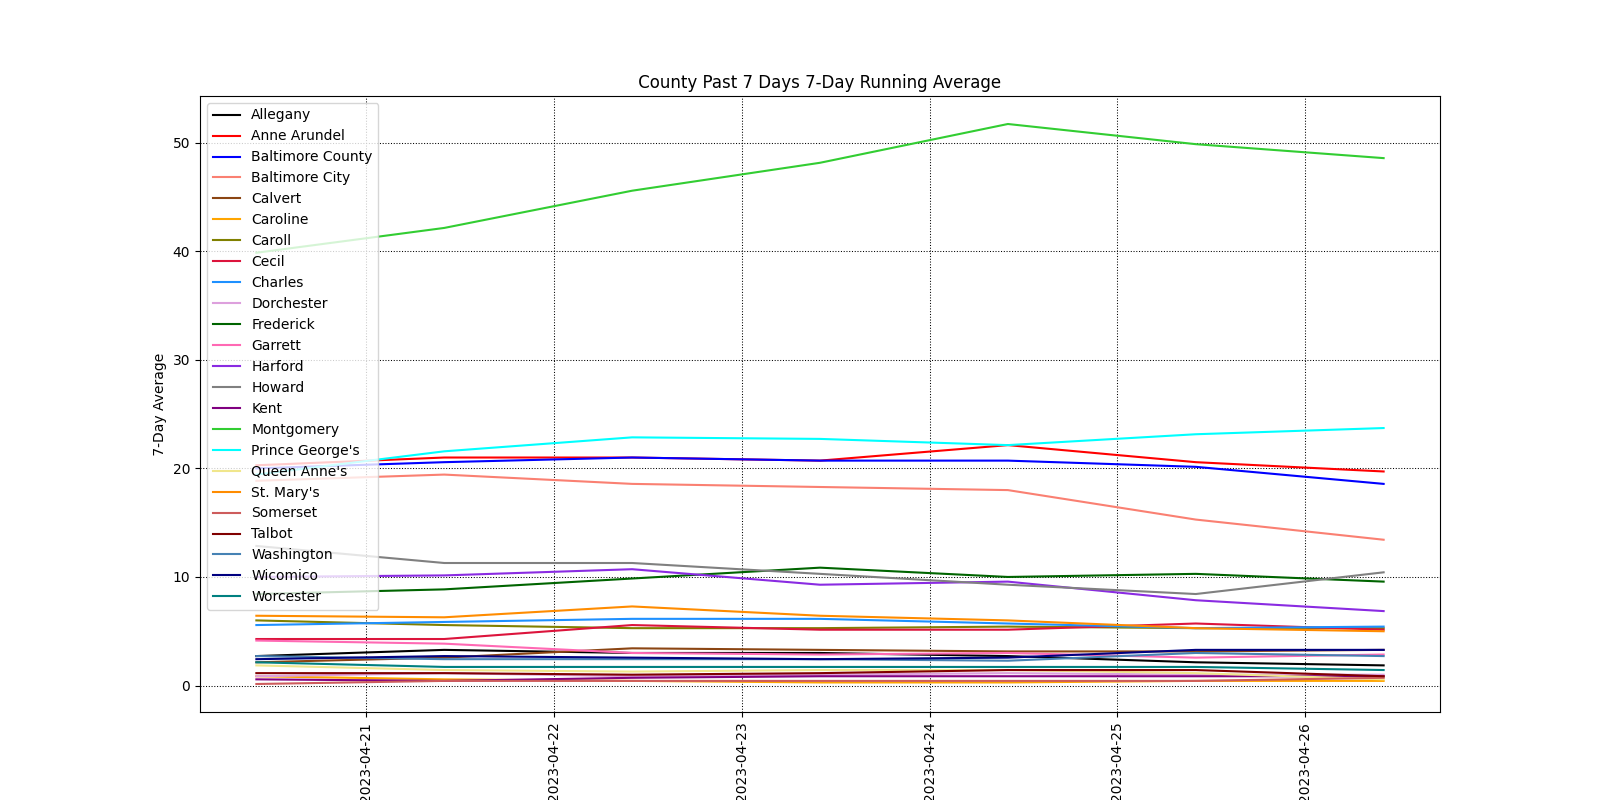 County Past 7 Days 7-Day Running Average
7-Day Average
50
40
30
20
10
0
Allegany
Anne Arundel
Baltimore County
Baltimore City
Calvert
Caroline
Caroll
Cecil
Charles
Dorchester
Frederick
Garrett
Harford
Howard
Kent
Montgomery
Prince George's
Queen Anne's
St. Mary's
Somerset
Talbot
Washington
Wicomico
Worcester
2023-04-21
2023-04-22
2023-04-23
2023-04-24
2023-04-25
2023-04-26